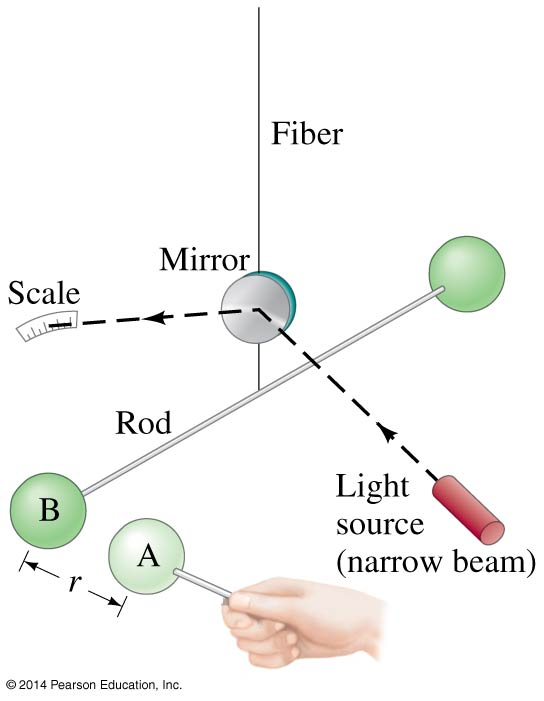 Fiber
Mirror
Scale
Rod
B
A
r
Light
source
(narrow beam)
© 2014 Pearson Education, Inc.